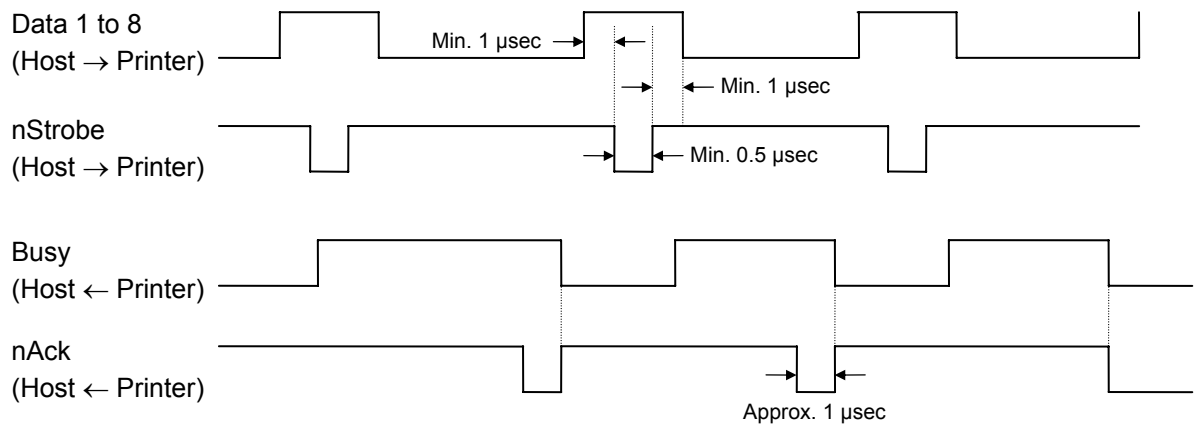 Data 1 to 8
(Host → Printer)
Min. 1 µsec
Min. 1 µsec
nStrobe
(Host → Printer)
Min. 0.5 µsec
Busy
(Host ← Printer)
nAck
(Host ← Printer)
Approx. 1 µsec